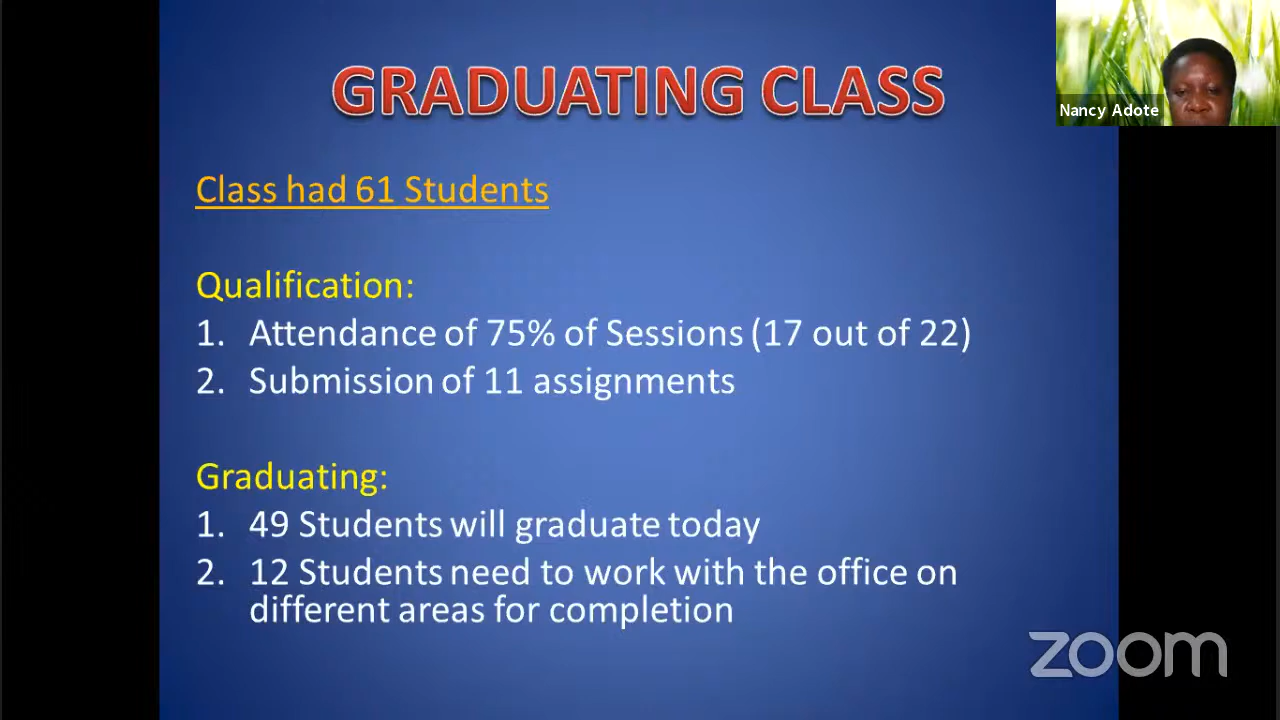 GRADUATING CLASS
Nancy Adote
Class had 61 Students
Qualification:
1. Attendance of 75% of Sessions (17 out of 22)
2. Submission of 11 assignments
Graduating:
1. 49 Students will graduate today
2. 12 Students need to work with the office on
different areas for completion
zoom